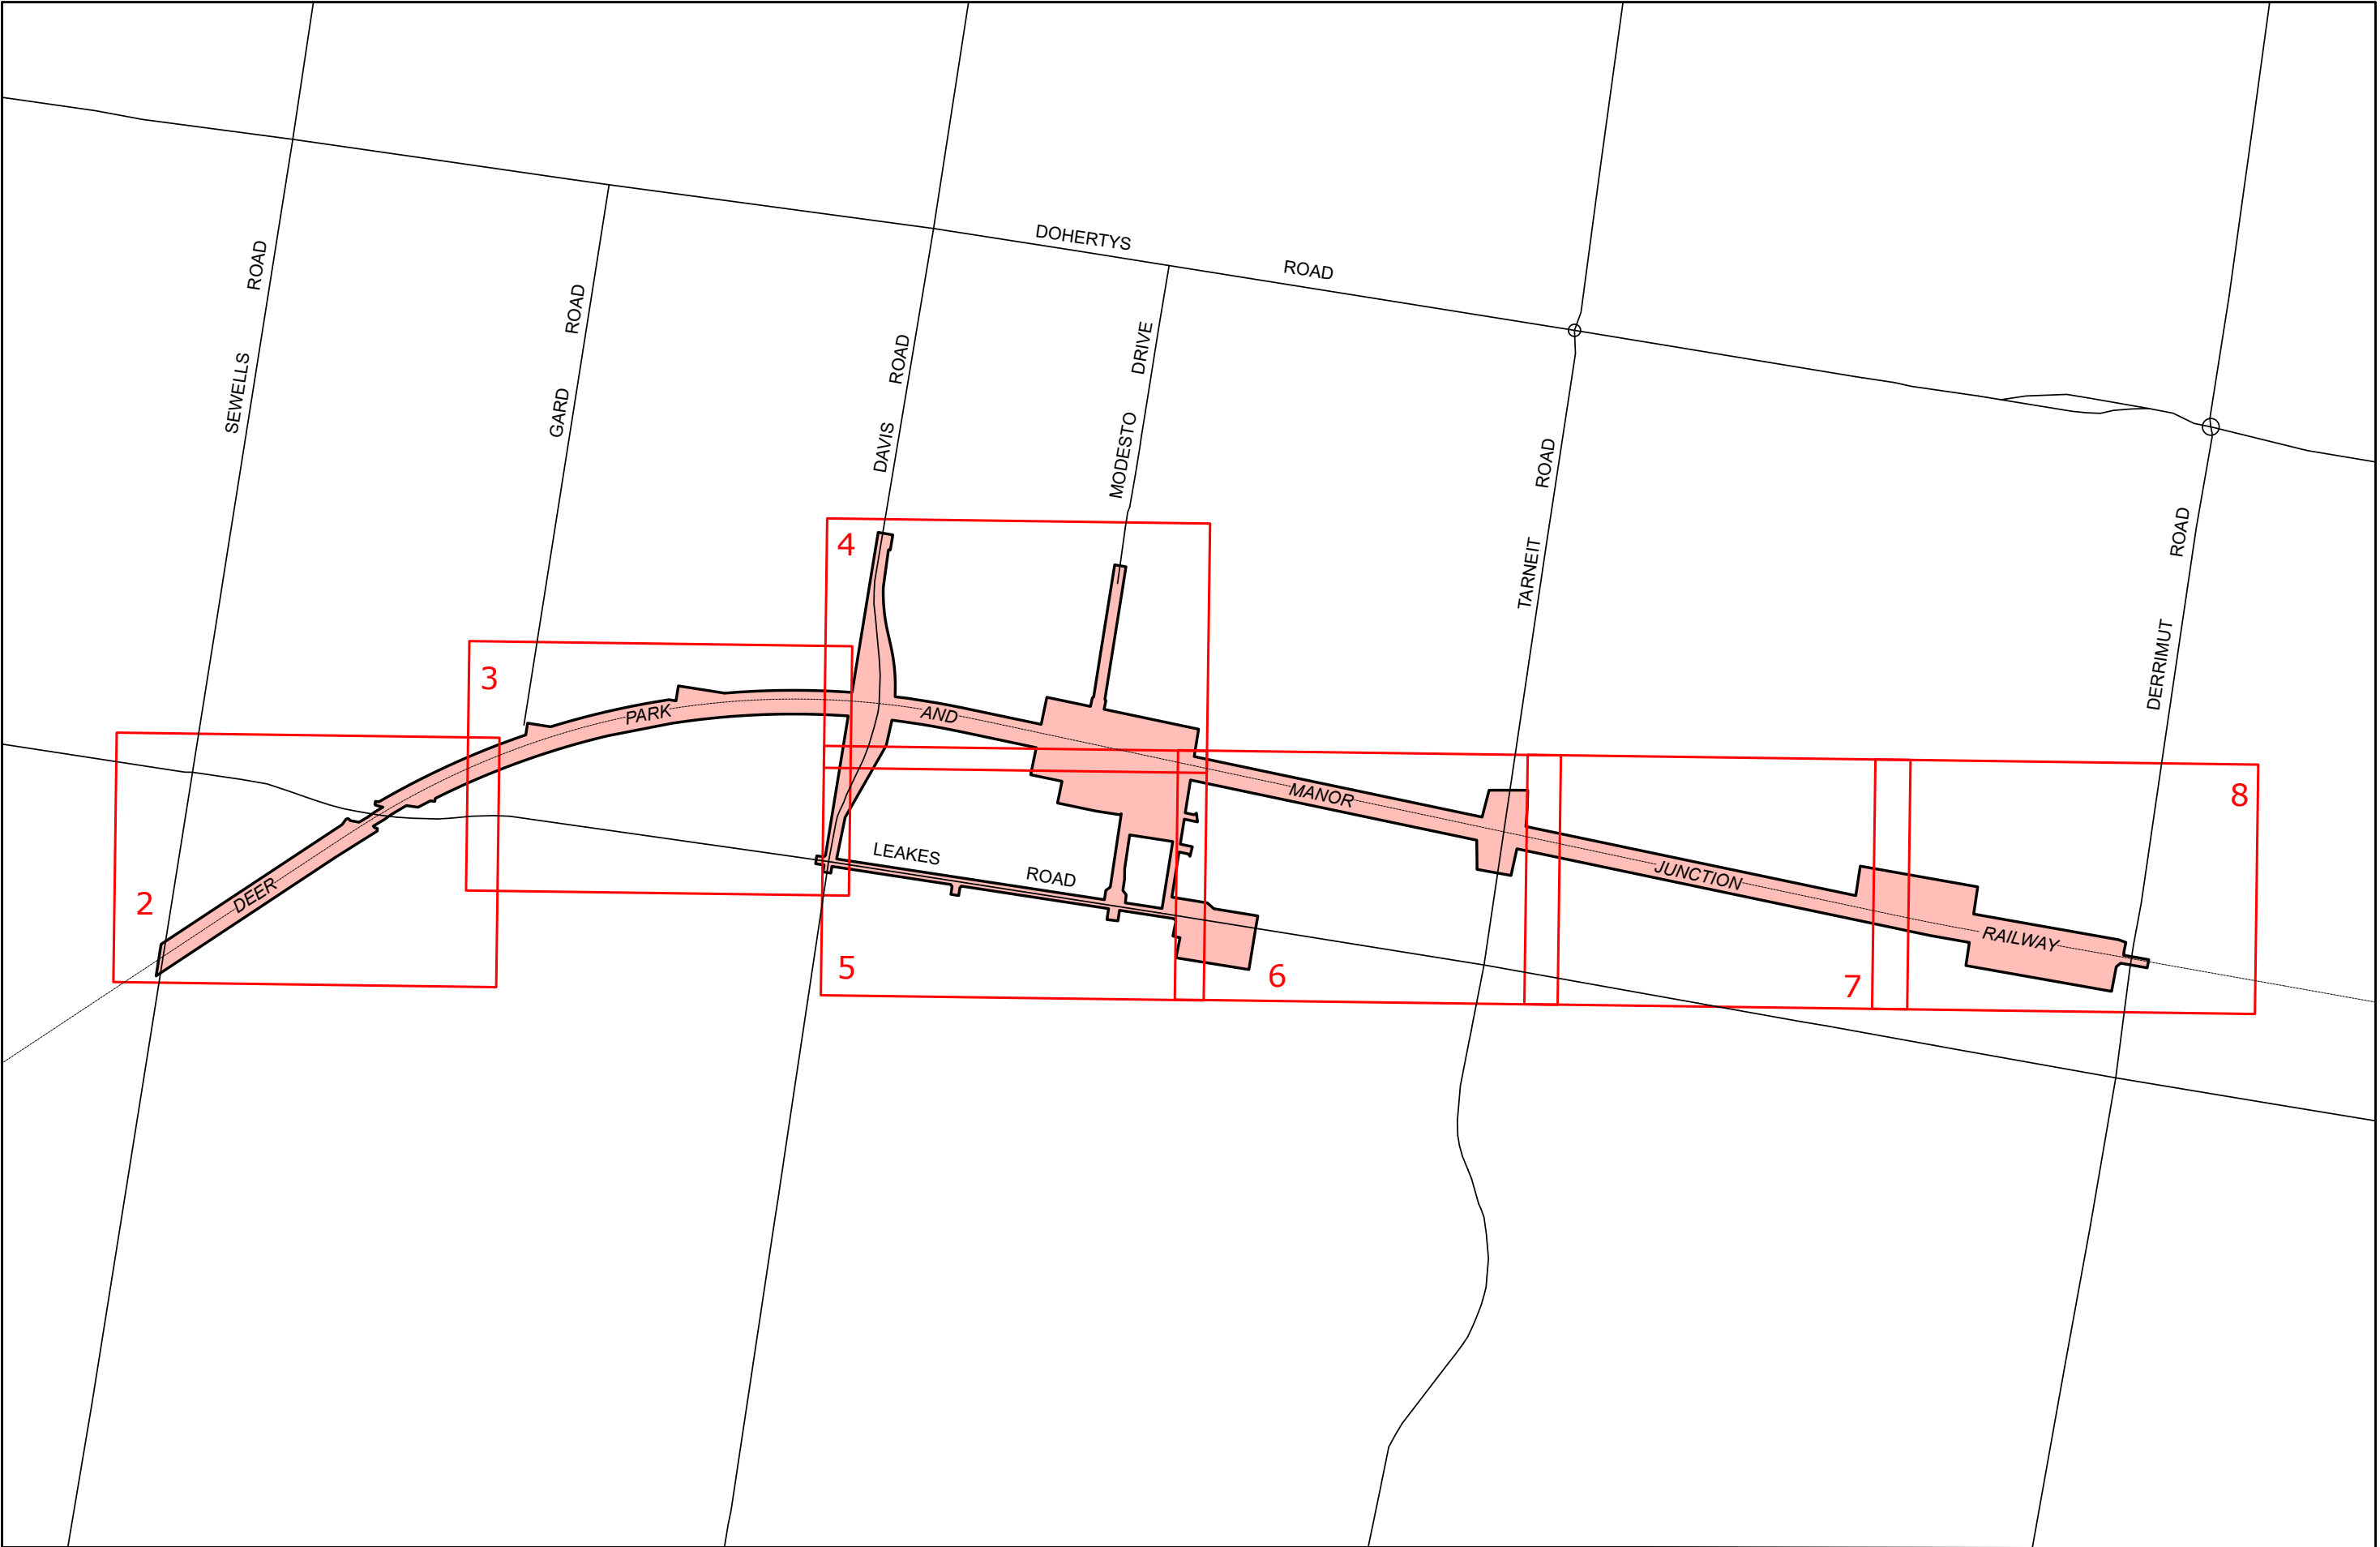 DOHERTYS ROAD
SEWELLS ROAD
GARD ROAD
DAVIS ROAD
MODESTO DRIVE
TARNEIT ROAD
DERRIMUT ROAD
4
3
2
8
DEER PARK AND MANOR JUNCTION RAILWAY
LEAKES ROAD
5
6
7